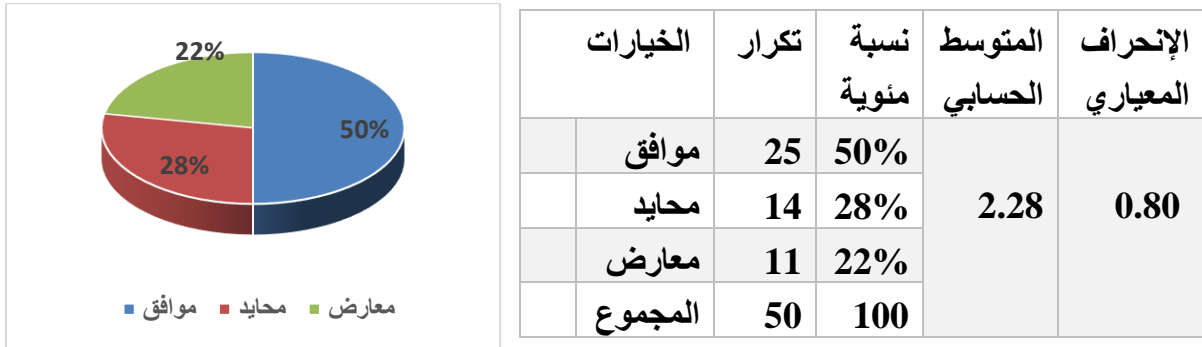 22%
50%
28%
موافق محايد معارض
الخيارات تكرار نسبة مئوية المتوسط الحسابي الإنحراف المعياري
موافق 25 50% 2.28 0.80
محايد 14 28%
معارض 11 22%
المجموع 50 100